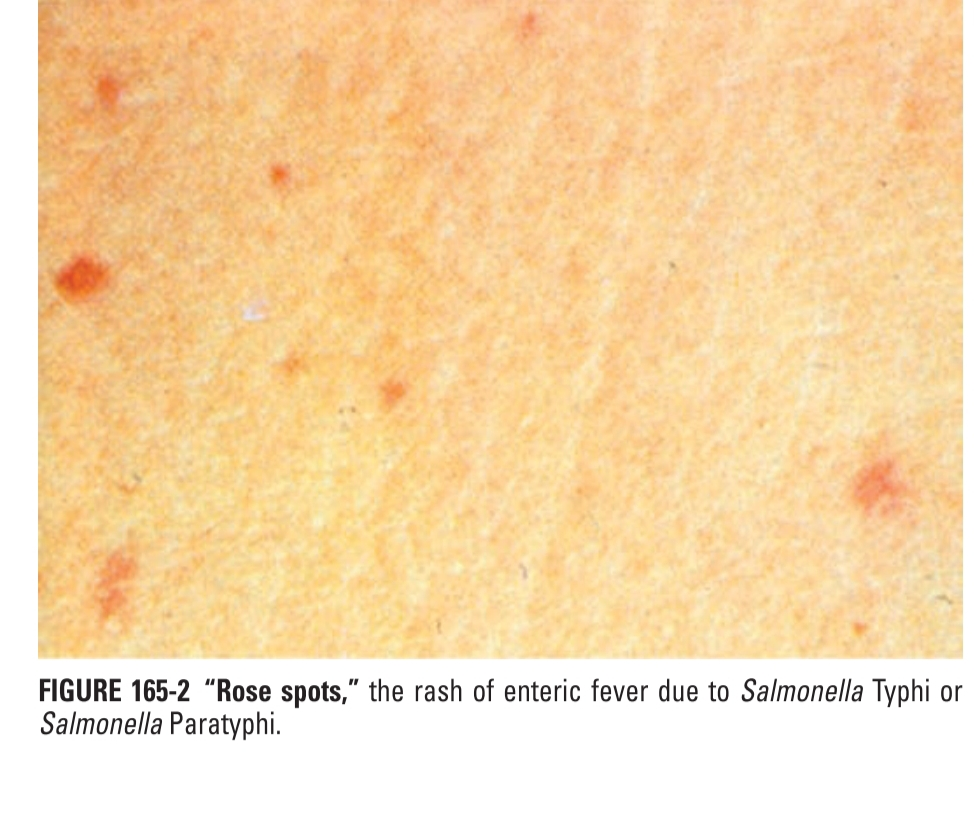 FIGURE 165-2 “Rose spots,” the rash of enteric fever due to Salmonella Typhi or
Salmonella Paratyphi.